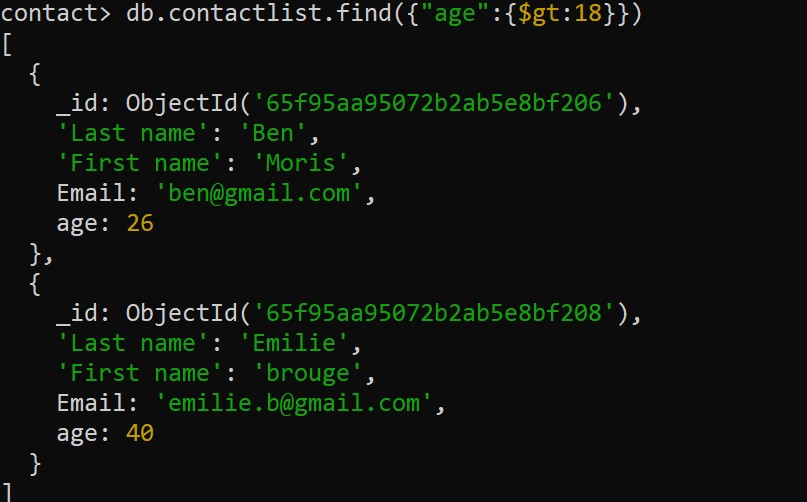 contact> db.contactlist.find({"age":{$gt:18}})
[
  {
    _id: ObjectId('65f95aa95072b2ab5e8bf206'),
    'Last name': 'Ben',
    'First name': 'Moris',
    Email: 'ben@gmail.com',
    age: 26
  },
  {
    _id: ObjectId('65f95aa95072b2ab5e8bf208'),
    'Last name': 'Emilie',
    'First name': 'brouge',
    Email: 'emilie.b@gmail.com',
    age: 40
  }
]